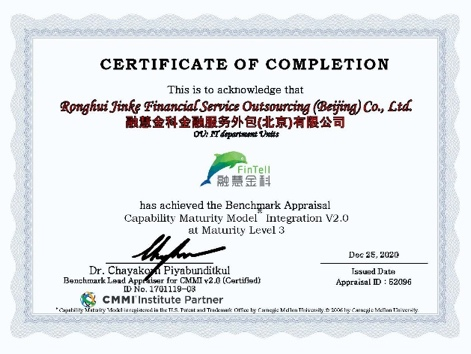 CERTIFICATE OF COMPLETION
This is to acknowledge that
Ronghui Jinke Financial Service Outsourcing (Beijing) Co., Ltd.
融慧金科金融服务外包(北京)有限公司
OU: IT department Units
FinTell
融慧金科
has achieved the Benchmark Appraisal
Capability Maturity Model® Integration V2.0
at Maturity Level 3
Dr. Chayakorn Piyabunditkul
Benchmark Lead Appraiser for CMMI v2.0 (Certified)
ID No. 1701119-03
Dec 25, 2020
Issued Date
Appraisal ID : 52096
CMMI Institute Partner
* Capability Maturity Model is registered in the U.S. Patent and Trademark Office by Carnegie Mellon University. © 2006 by Carnegie Mellon University.